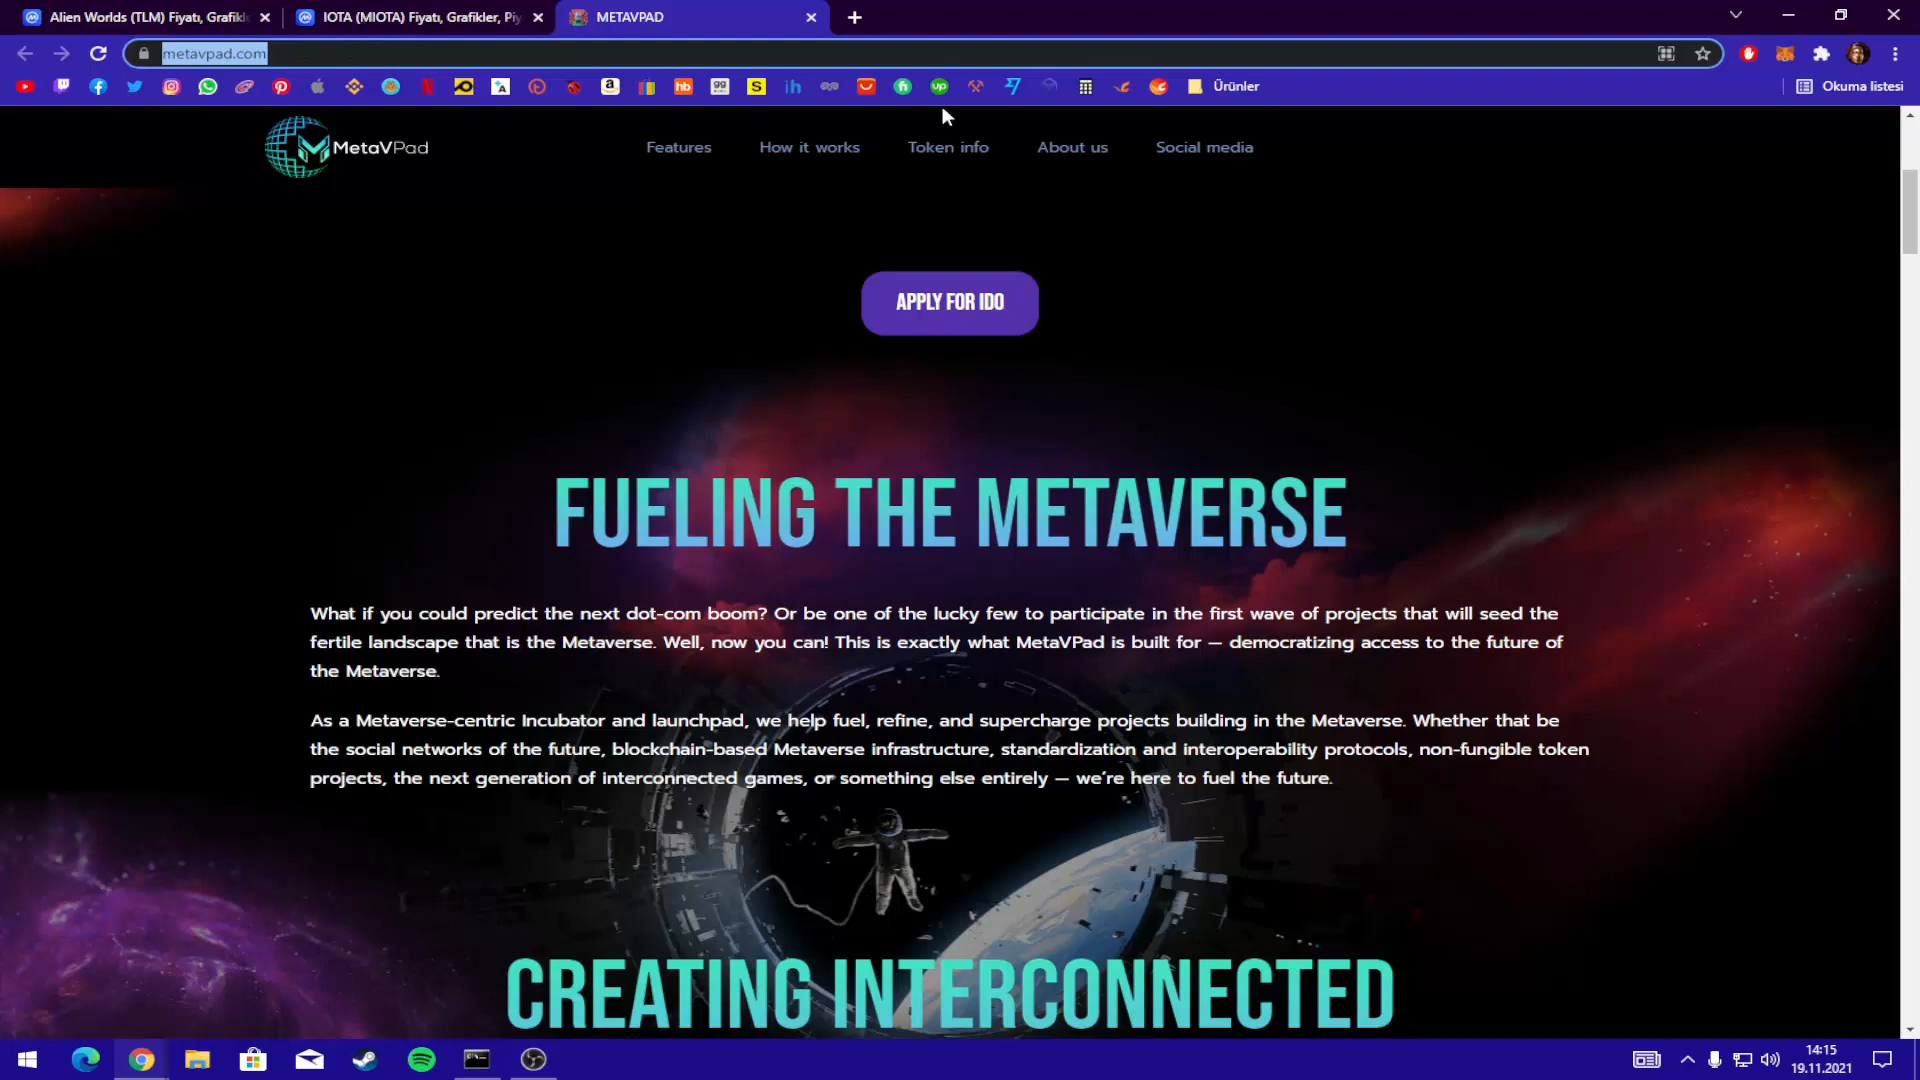 Alien Worlds (TLM) Fiyatı, Grafikl
IOTA (MIOTA) Fiyatı, Grafikler, Piy
METAVPAD
metavpad.com
Ürünler
Okuma listesi
MetaVPad
Features
How it works
Token info
About us
Social media
APPLY FOR IDO
FUELING THE METAVERSE
What if you could predict the next dot-com boom? Or be one of the lucky few to participate in the first wave of projects that will seed the
fertile landscape that is the Metaverse. Well, now you can! This is exactly what MetaVPad is built for — democratizing access to the future of
the Metaverse.
As a Metaverse-centric Incubator and launchpad, we help fuel, refine, and supercharge projects building in the Metaverse. Whether that be
the social networks of the future, blockchain-based Metaverse infrastructure, standardization and interoperability protocols, non-fungible token
projects, the next generation of interconnected games, or something else entirely — we're here to fuel the future.
CREATING INTERCONNECTED
14:15
19.11.2021